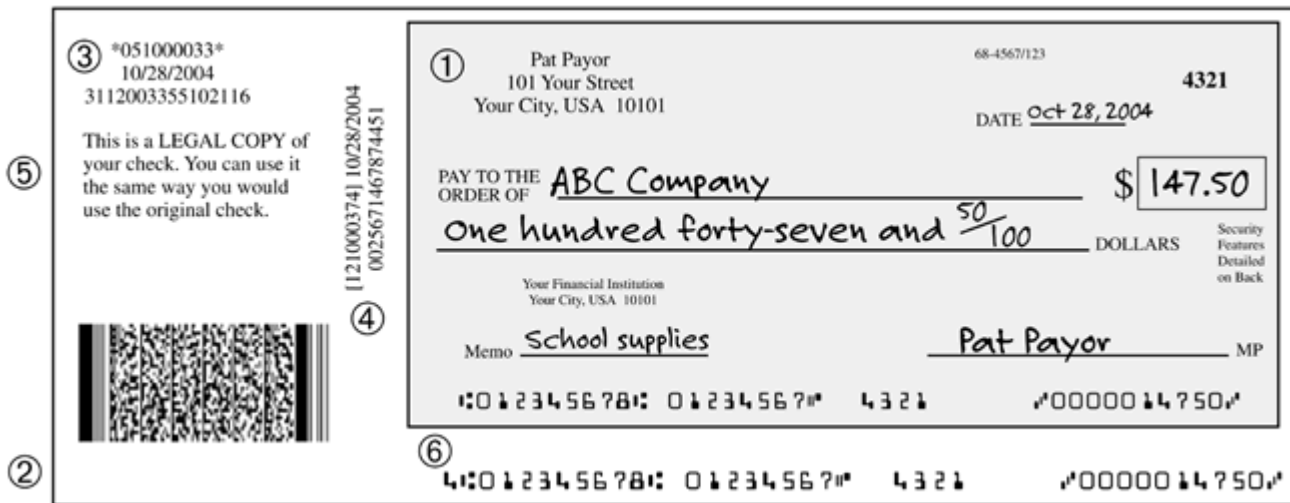 ③ *051000033*
10/28/2004
3112003355102116
This is a LEGAL COPY of
your check. You can use it
the same way you would
use the original check.
⑤
②
[121000374] 10/28/2004
0025671467874451
④
①
Pat Payor
101 Your Street
Your City, USA 10101
68-4567/123
4321
DATE Oct 28, 2004
PAY TO THE
ORDER OF ABC Company $ 147.50
One hundred forty-seven and 50/100 DOLLARS
Security
Features
Detailed
on Back
Your Financial Institution
Your City, USA 10101
Memo School supplies Pat Payor MP
⑆012345678⑆ 01234567⑈ 4321 ⑇0000014750⑇
⑥
4⑆012345678⑆ 01234567⑈ 4321 ⑇0000014750⑇